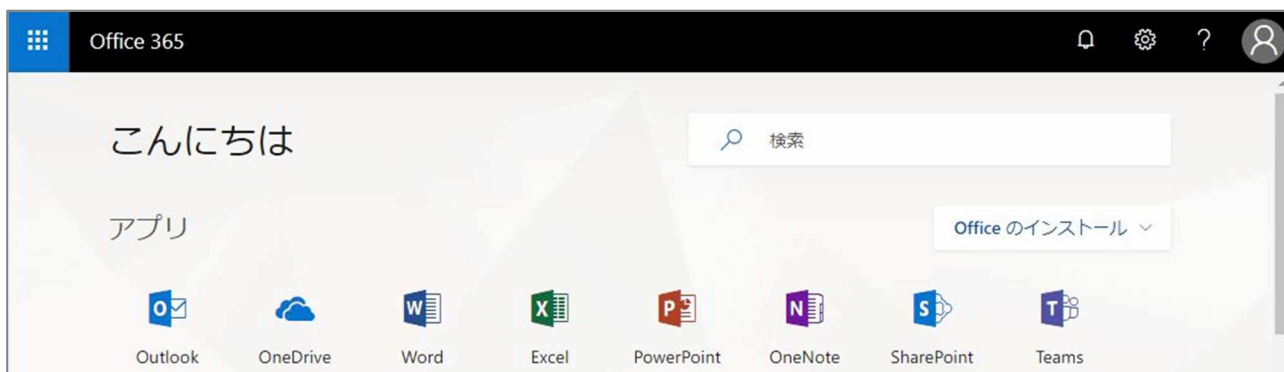 Office 365
こんにちは
検索
アプリ
Office のインストール
Outlook OneDrive Word Excel PowerPoint OneNote SharePoint Teams